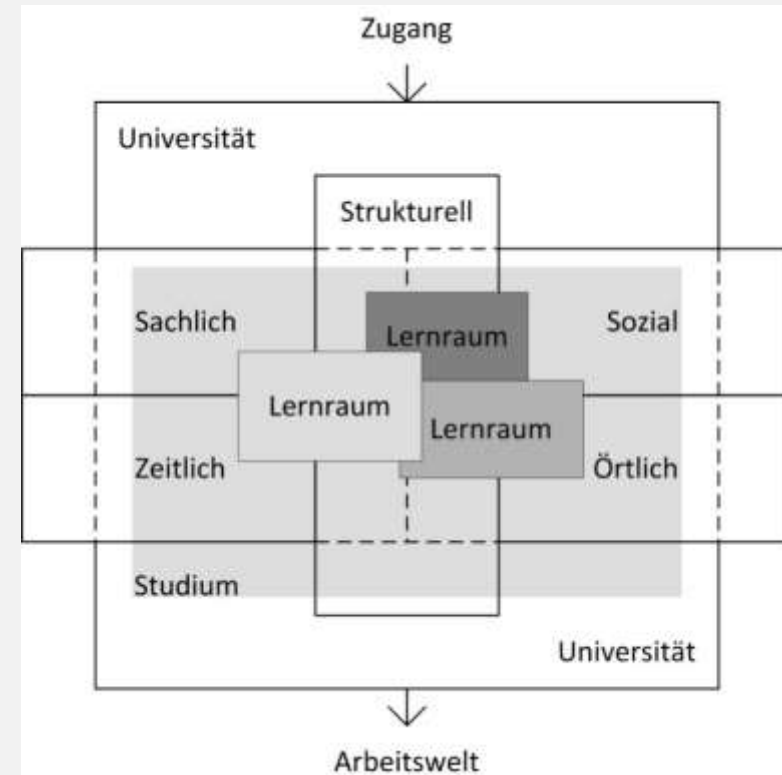 Zugang
Universität
Strukturell
Sachlich
Sozial
Lernraum
Lernraum
Lernraum
Zeitlich
Örtlich
Studium
Universität
Arbeitswelt